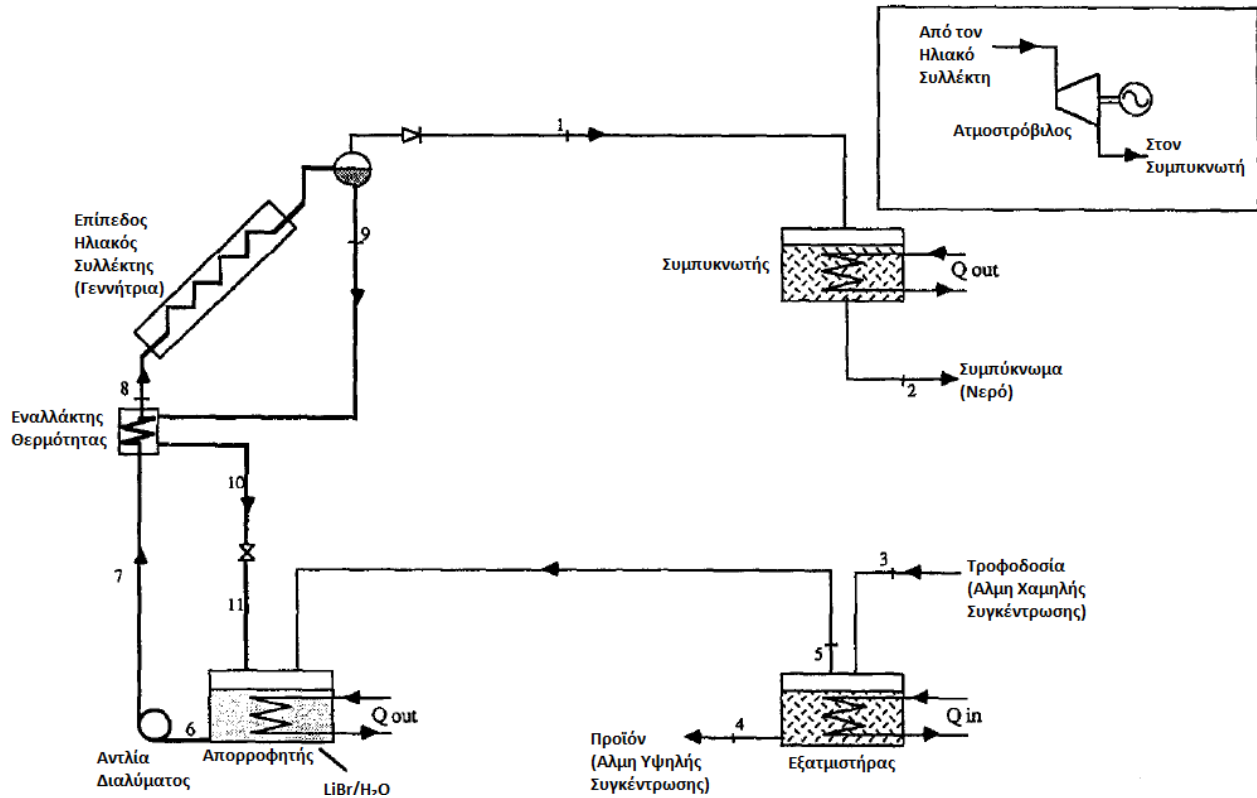 Από τον
Ηλιακό
Συλλέκτη
Ατμοστρόβιλος
Στον
Συμπυκνωτή
1
Επίπεδος
Ηλιακός
Συλλέκτης
(Γεννήτρια)
9
Συμπυκνωτής
Q out
8
2
Συμπύκνωμα
(Νερό)
Εναλλάκτης
Θερμότητας
10
7
11
3
Τροφοδοσία
(Αλμη Χαμηλής
Συγκέντρωσης)
5
Q out
Q in
6
4
Προϊόν
(Αλμη Υψηλής
Συγκέντρωσης)
Αντλία
Διαλύματος
Απορροφητής
Εξατμιστήρας
LiBr/H₂O